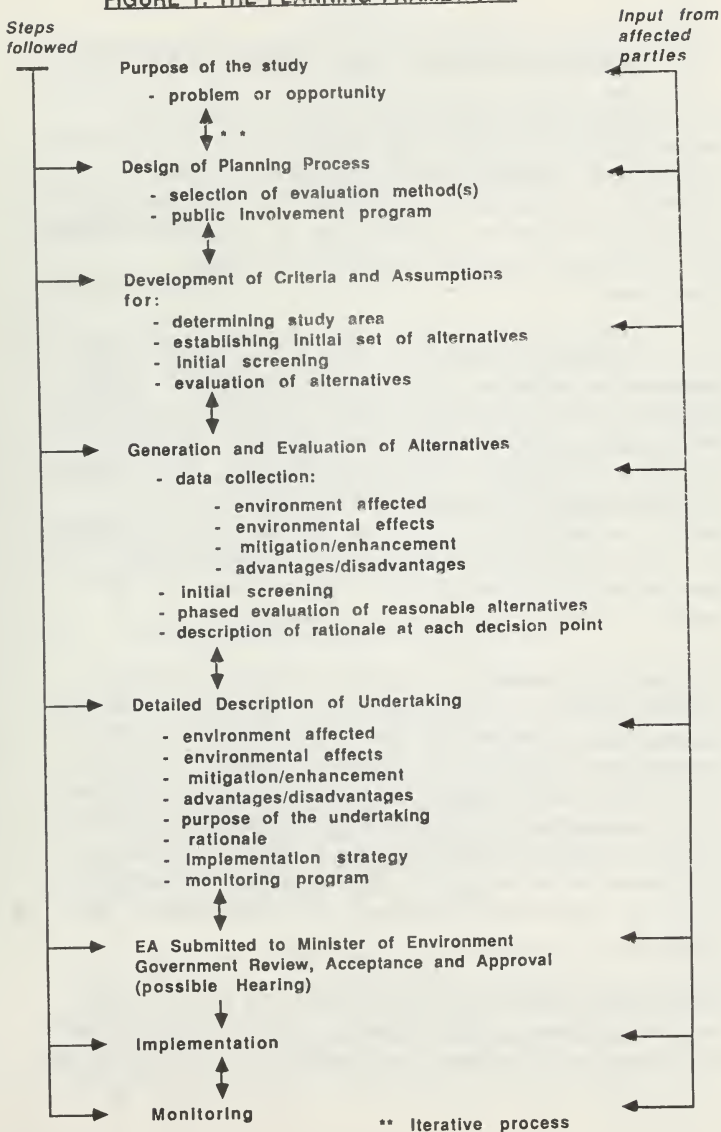 FIGURE 1: THE PLANNING
Steps
followed
Input from
affected
parties
Purpose of the study
- problem or opportunity
* *
Design of Planning Process
- selection of evaluation method(s)
- public involvement program
Development of Criteria and Assumptions
for:
- determining study area
- establishing initial set of alternatives
- initial screening
- evaluation of alternatives
Generation and Evaluation of Alternatives
- data collection:
- environment affected
- environmental effects
- mitigation/enhancement
- advantages/disadvantages
- initial screening
- phased evaluation of reasonable alternatives
- description of rationale at each decision point
Detailed Description of Undertaking
- environment affected
- environmental effects
- mitigation/enhancement
- advantages/disadvantages
- purpose of the undertaking
- rationale
- implementation strategy
- monitoring program
EA Submitted to Minister of Environment
Government Review, Acceptance and Approval
(possible Hearing)
Implementation
Monitoring
** Iterative process